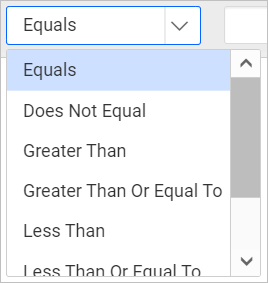 Equals
Equals
Does Not Equal
Greater Than
Greater Than Or Equal To
Less Than
Less Than Or Equal To